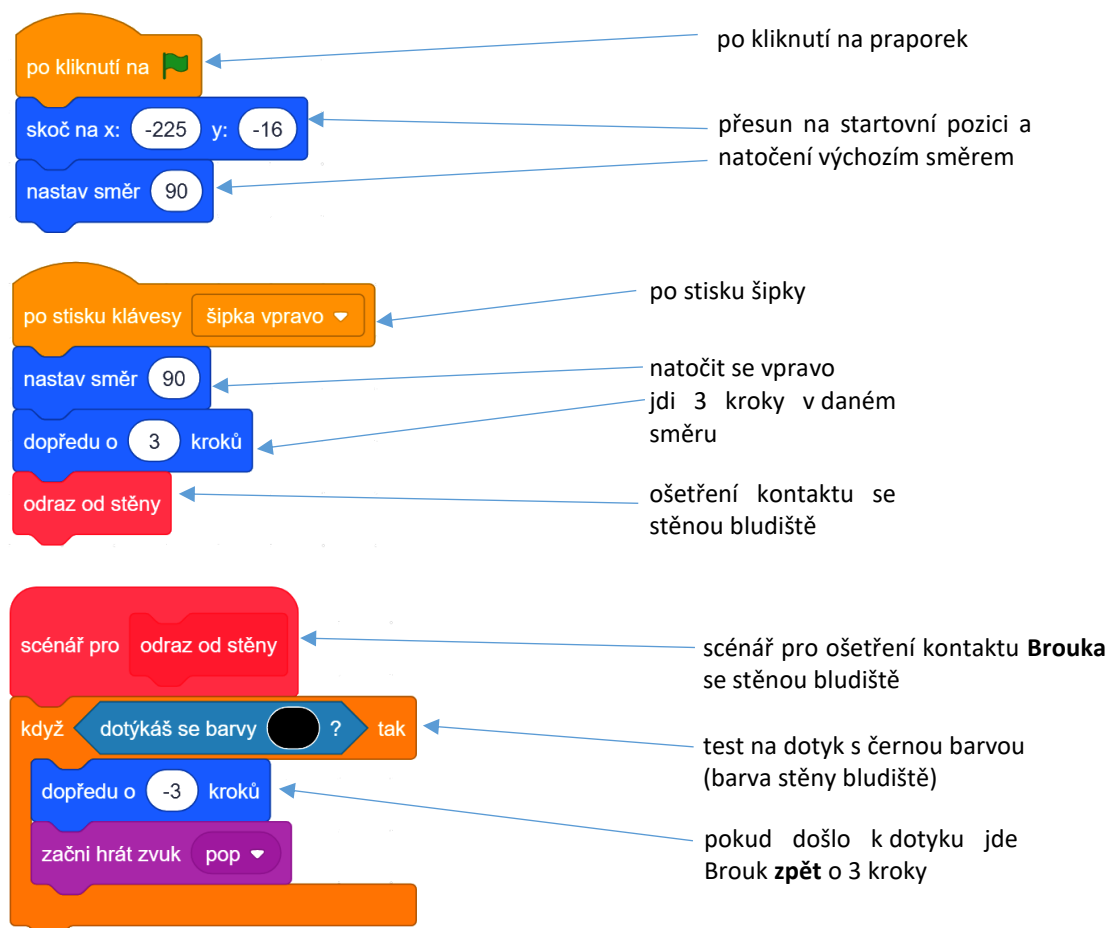 po kliknutí na
po kliknutí na praporek
skoč na x: -225 y: -16
nastav směr 90
přesun na startovní pozici a
natočení výchozím směrem
po stisku klávesy šipka vpravo
po stisku šipky
nastav směr 90
natočit se vpravo
dopředu o 3 kroků
jdi 3 kroky v daném
směru
odraz od stěny
ošetření kontaktu se
stěnou bludiště
scénář pro odraz od stěny
scénář pro ošetření kontaktu Brouka
se stěnou bludiště
když dotýkáš se barvy ? tak
test na dotyk s černou barvou
(barva stěny bludiště)
dopředu o -3 kroků
začni hrát zvuk pop
pokud došlo k dotyku jde
Brouk zpět o 3 kroky